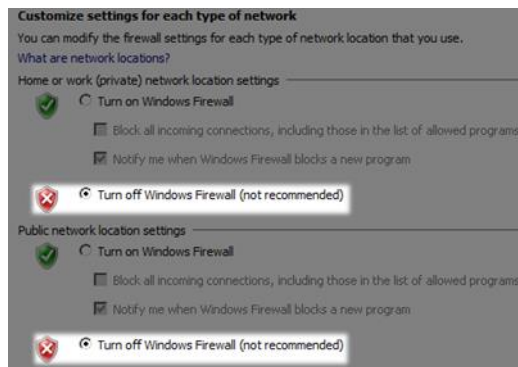 Customize settings for each type of network
You can modify the firewall settings for each type of network location that you use.
What are network locations?
Home or work (private) network location settings
Turn on Windows Firewall
Block all incoming connections, including those in the list of allowed programs
Notify me when Windows Firewall blocks a new program
Turn off Windows Firewall (not recommended)
Public network location settings
Turn on Windows Firewall
Block all incoming connections, including those in the list of allowed programs
Notify me when Windows Firewall blocks a new program
Turn off Windows Firewall (not recommended)